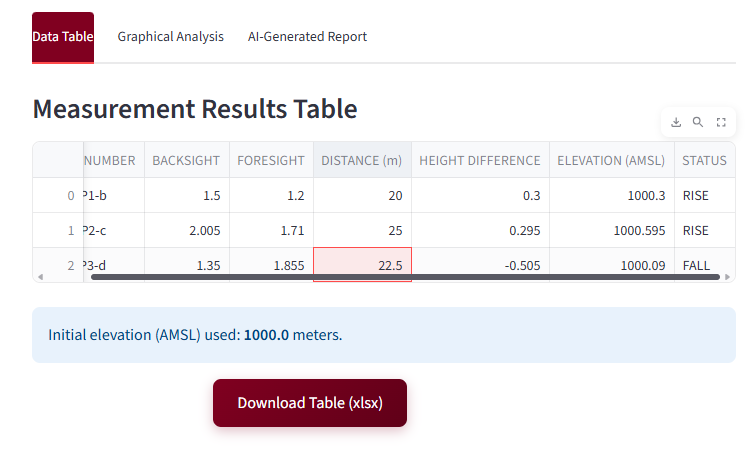 Data Table Graphical Analysis AI-Generated Report
Measurement Results Table
NUMBER BACKSIGHT FORESIGHT DISTANCE (m) HEIGHT DIFFERENCE ELEVATION (AMSL) STATUS
0 P1-b 1.5 1.2 20 0.3 1000.3 RISE
1 P2-c 2.005 1.71 25 0.295 1000.595 RISE
2 P3-d 1.35 1.855 22.5 -0.505 1000.09 FALL
Initial elevation (AMSL) used: 1000.0 meters.
Download Table (xlsx)